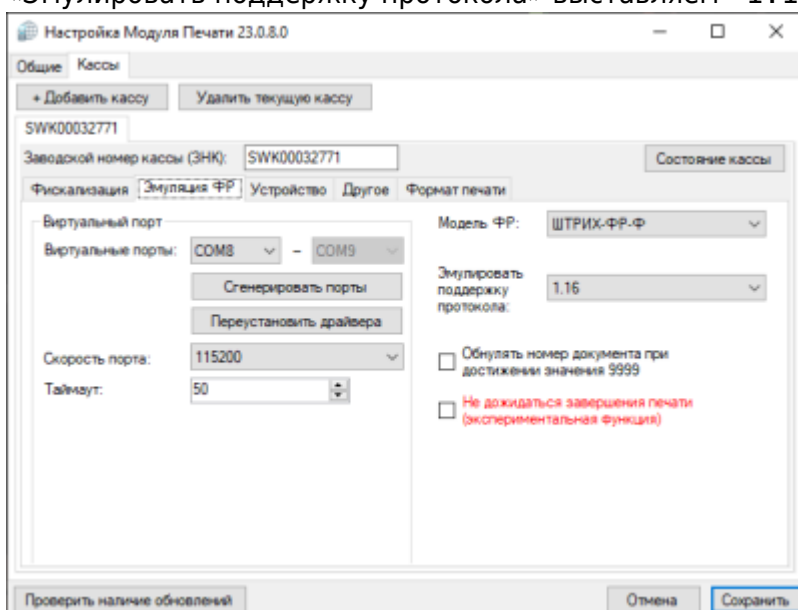 «Эмулировать поддержку протокола» выставляем - 1.1
Настройка Модуля Печати 23.0.8.0
Общие Кассы
+ Добавить кассу Удалить текущую кассу
SWK00032771
Заводской номер кассы (ЗНК): SWK00032771 Состояние кассы
Фискализация Эмуляция ФР Устройство Другое Формат печати
Виртуальный порт
Виртуальные порты: COM8 – COM9
Сгенерировать порты
Переустановить драйвера
Скорость порта: 115200
Таймаут: 50
Модель ФР: ШТРИХ-ФР-Ф
Эмулировать
поддержку
протокола: 1.16
Обнулять номер документа при
достижении значения 9999
Не дожидаться завершения печати
(экспериментальная функция)
Проверить наличие обновлений Отмена Сохранить